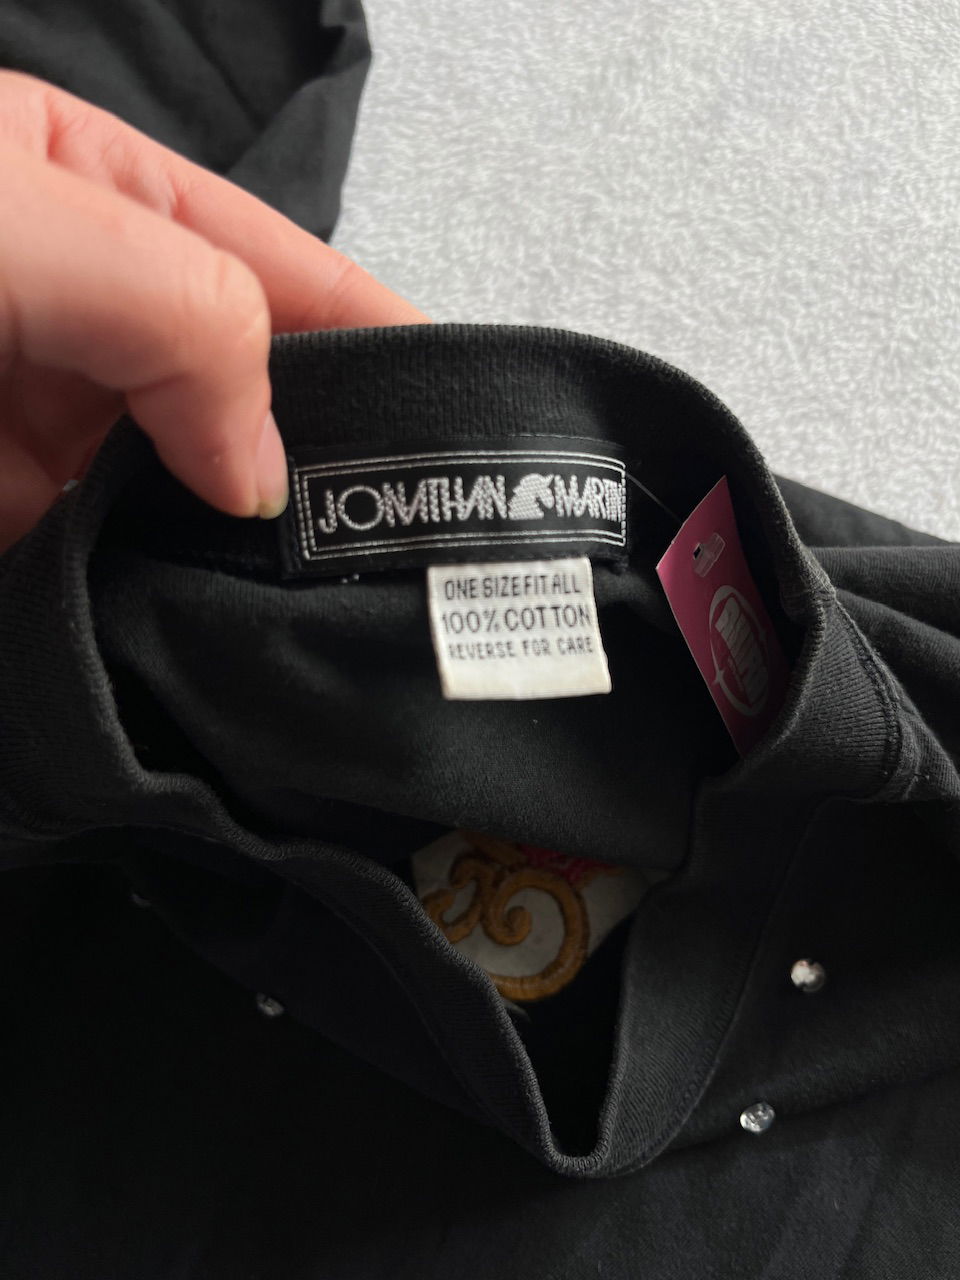 JONATHAN MARTIN
ONE SIZE FIT ALL
100% COTTON
REVERSE FOR CARE